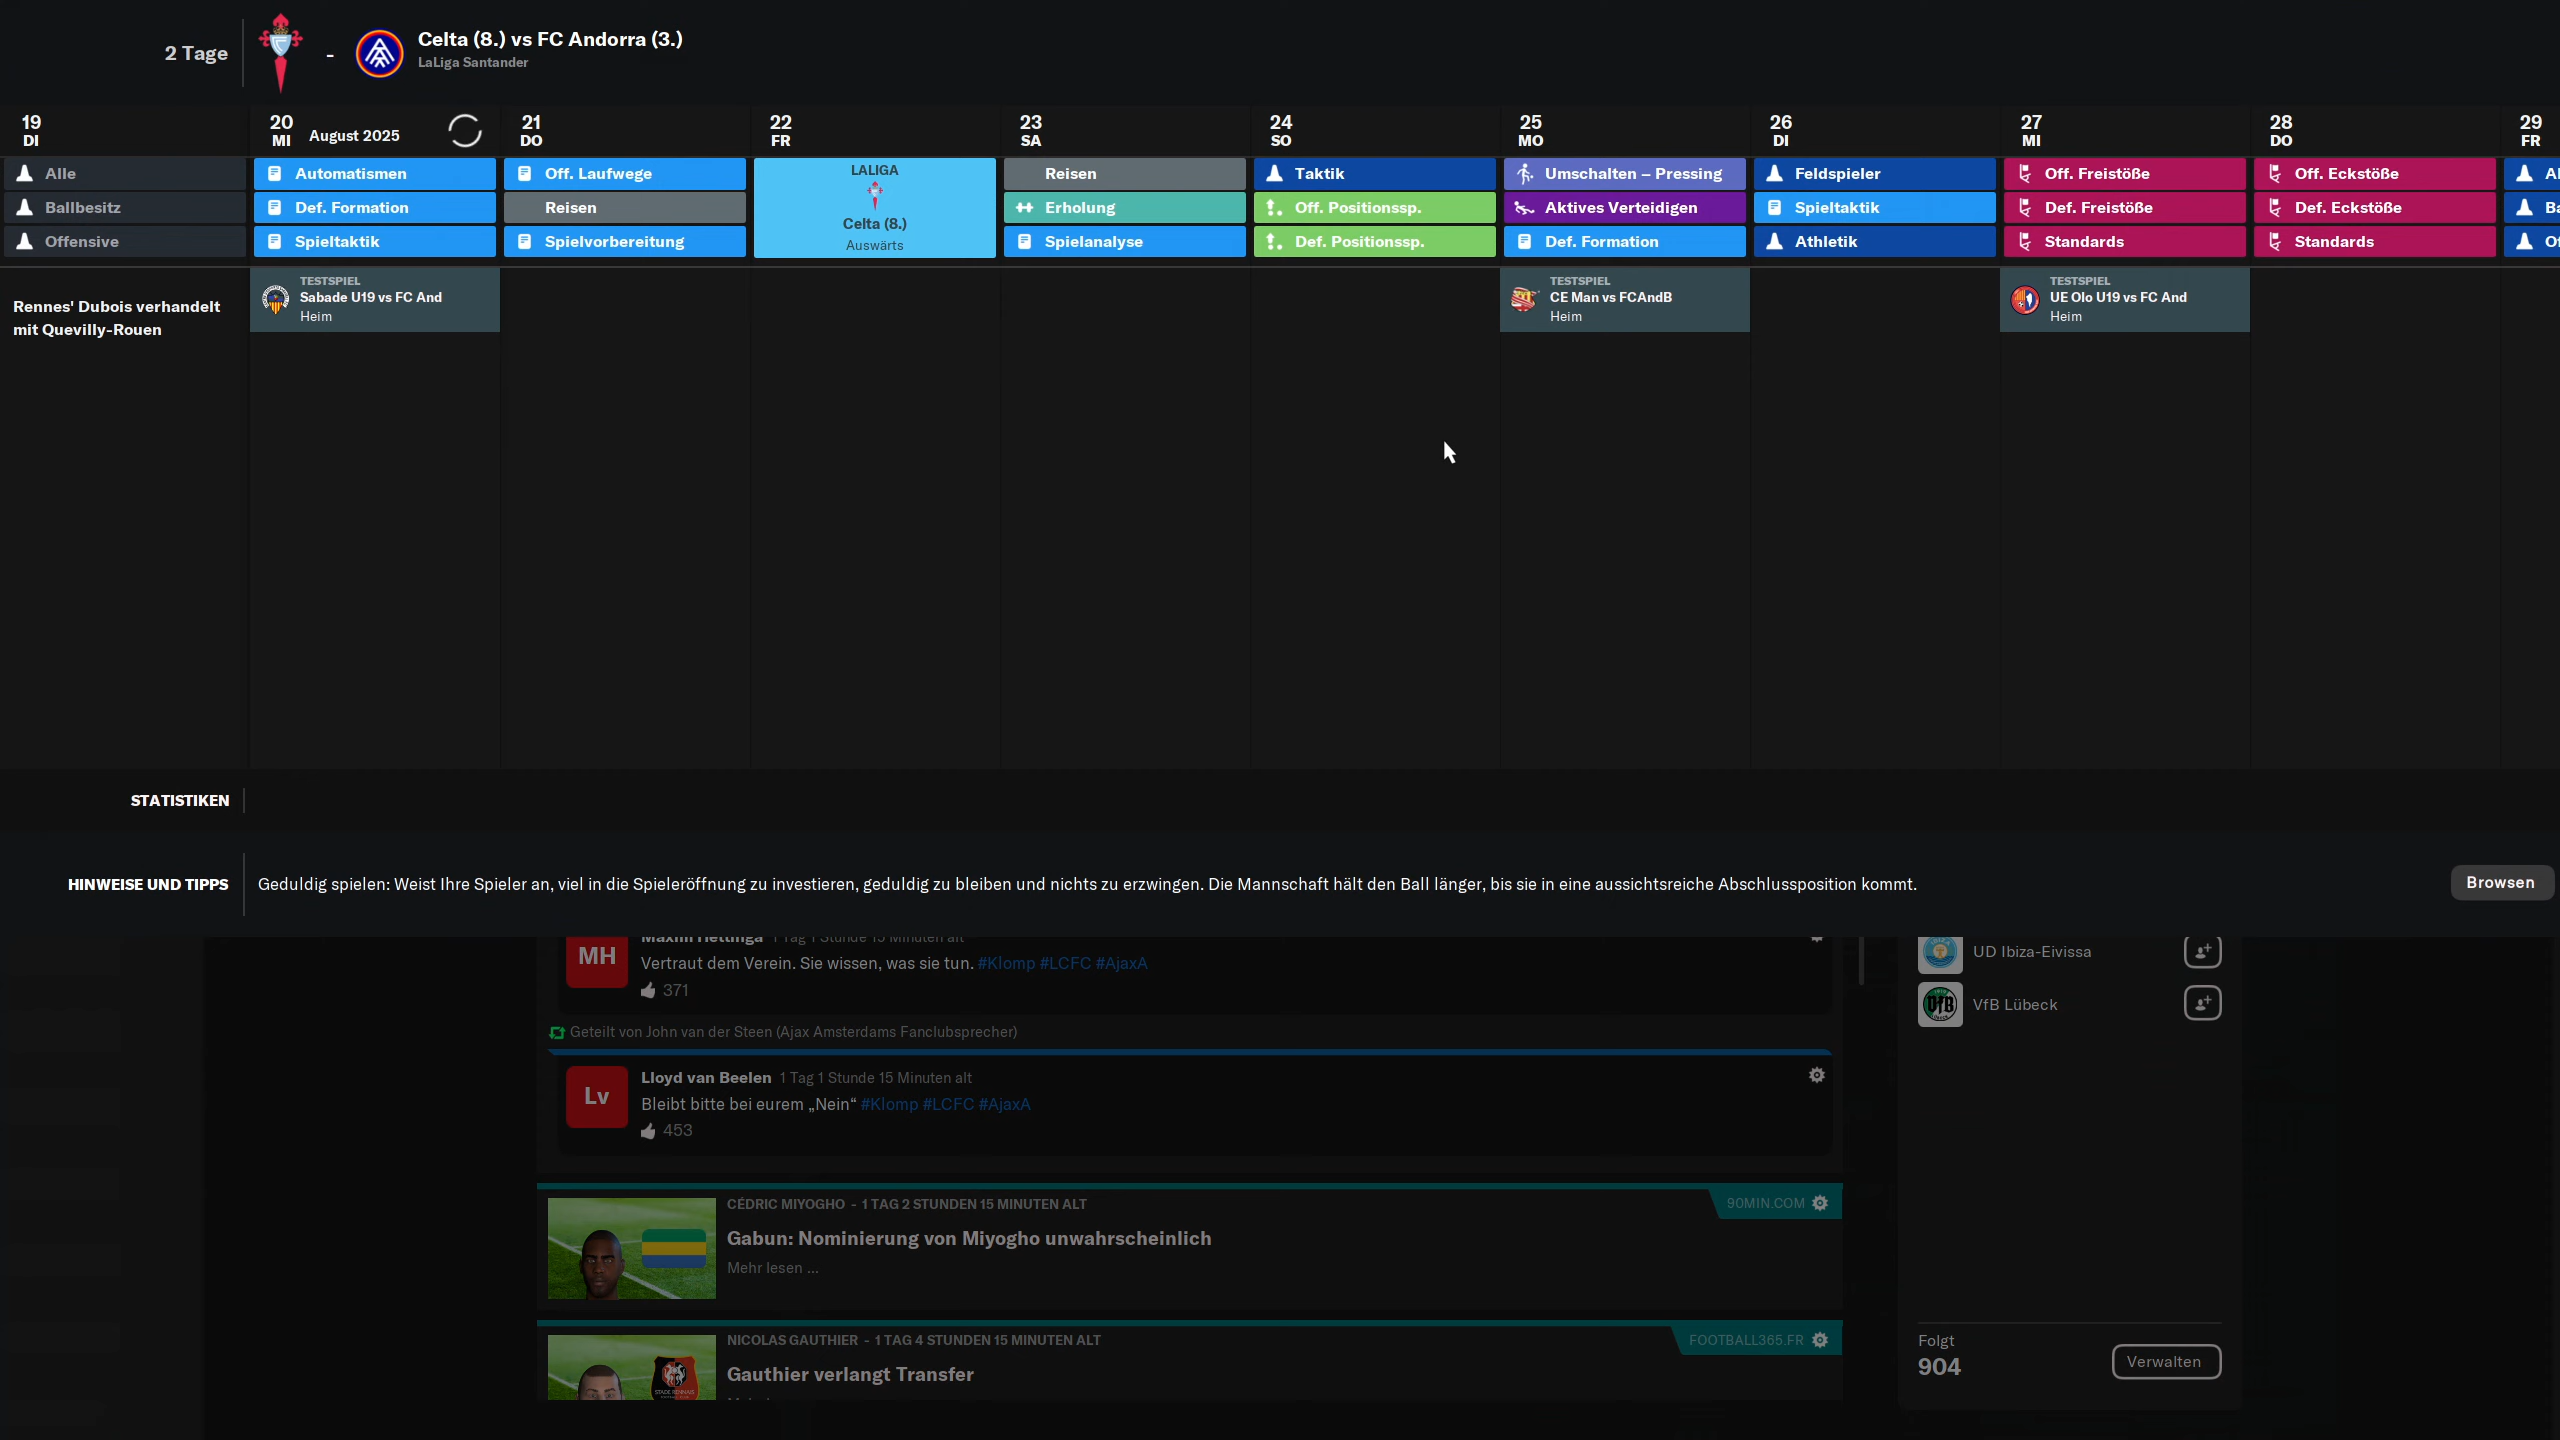 2 Tage
-
Celta (8.) vs FC Andorra (3.)
LaLiga Santander
19
DI
20
MI
August 2025
21
DO
22
FR
23
SA
24
SO
25
MO
26
DI
27
MI
28
DO
29
FR
Alle
Ballbesitz
Offensive
Automatismen
Def. Formation
Spieltaktik
Off. Laufwege
Reisen
Spielvorbereitung
LALIGA
Celta (8.)
Auswärts
Reisen
Erholung
Spielanalyse
Taktik
Off. Positionssp.
Def. Positionssp.
Umschalten – Pressing
Aktives Verteidigen
Def. Formation
Feldspieler
Spieltaktik
Athletik
Off. Freistöße
Def. Freistöße
Standards
Off. Eckstöße
Def. Eckstöße
Standards
Rennes' Dubois verhandelt
mit Quevilly-Rouen
TESTSPIEL
Sabade U19 vs FC And
Heim
TESTSPIEL
CE Man vs FCAndB
Heim
TESTSPIEL
UE Olo U19 vs FC And
Heim
STATISTIKEN
HINWEISE UND TIPPS
Geduldig spielen: Weist Ihre Spieler an, viel in die Spieleröffnung zu investieren, geduldig zu bleiben und nichts zu erzwingen. Die Mannschaft hält den Ball länger, bis sie in eine aussichtsreiche Abschlussposition kommt.
Browsen
MH
1 Tag 1 Stunde 15 Minuten alt
Vertraut dem Verein. Sie wissen, was sie tun. #Klomp #LCFC #AjaxA
371
Geteilt von John van der Steen (Ajax Amsterdams Fanclubsprecher)
Lv
Lloyd van Beelen 1 Tag 1 Stunde 15 Minuten alt
Bleibt bitte bei eurem „Nein“ #Klomp #LCFC #AjaxA
453
CÉDRIC MIYOGHO - 1 TAG 2 STUNDEN 15 MINUTEN ALT
90MIN.COM
Gabun: Nominierung von Miyogho unwahrscheinlich
Mehr lesen ...
NICOLAS GAUTHIER - 1 TAG 4 STUNDEN 15 MINUTEN ALT
FOOTBALL365.FR
Gauthier verlangt Transfer
UD Ibiza-Eivissa
VfB Lübeck
Folgt
904
Verwalten